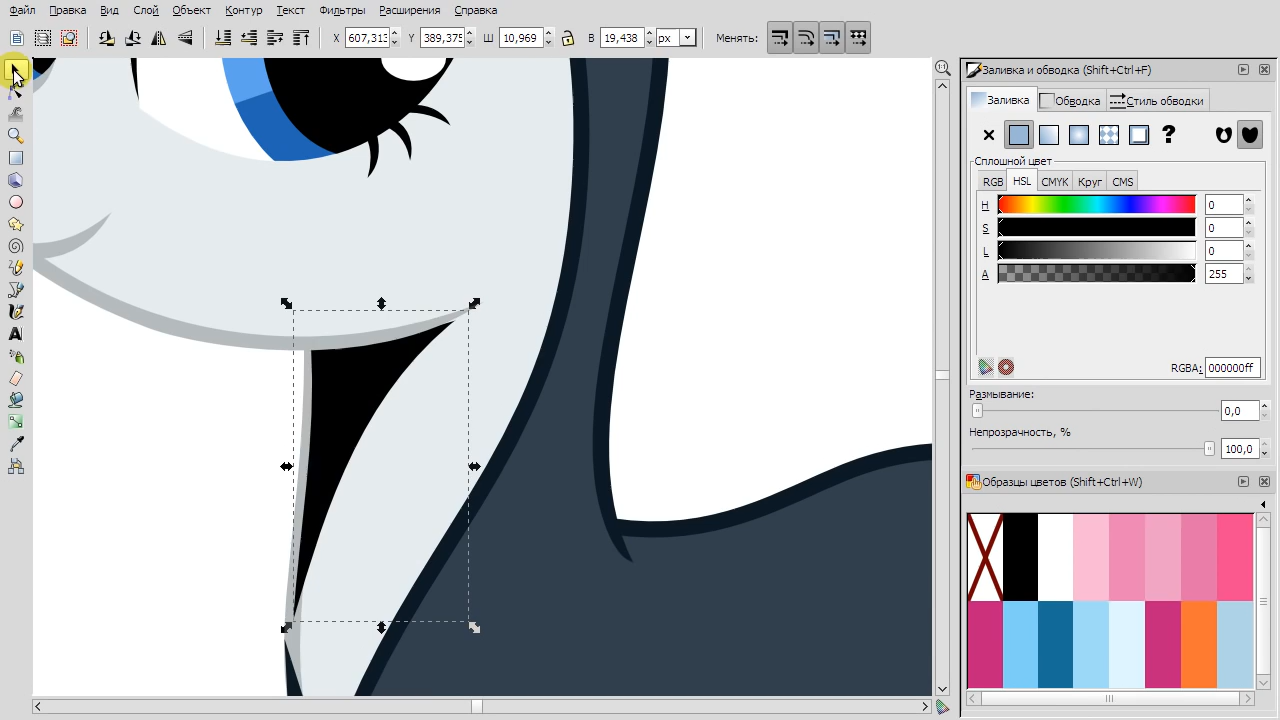 Файл Правка Вид Слой Объект Контур Текст Фильтры Расширения Справка
X 607,313 Y 389,375 Ш 10,969 В 19,438 px Менять:
Заливка и обводка (Shift+Ctrl+F)
Заливка Обводка Стиль обводки
?
Сплошной цвет
RGB HSL CMYK Круг CMS
H 0
S 0
L 0
A 255
RGBA: 000000ff
Размывание:
0,0
Непрозрачность, %
100,0
Образцы цветов (Shift+Ctrl+W)